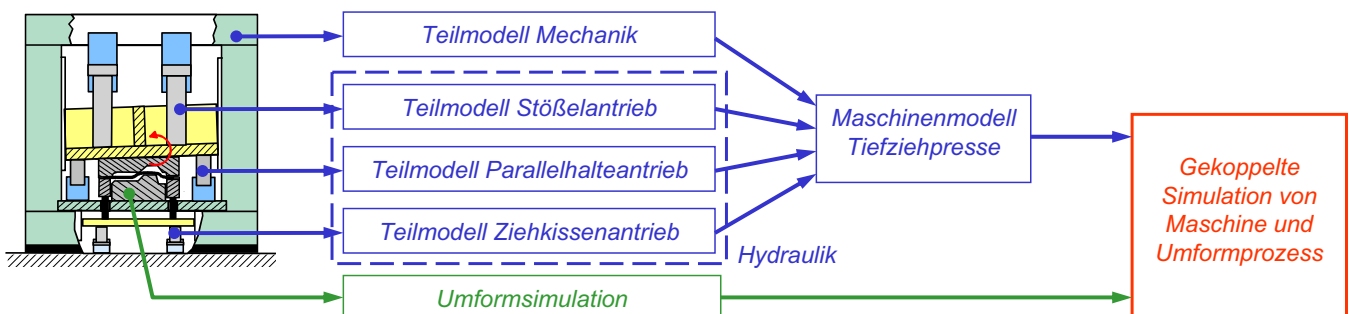 Teilmodell Mechanik
Teilmodell Stößelantrieb
Teilmodell Parallelhalteantrieb
Teilmodell Ziehkissenantrieb
Hydraulik
Umformsimulation
Maschinenmodell
Tiefziehpresse
Gekoppelte
Simulation von
Maschine und
Umformprozess